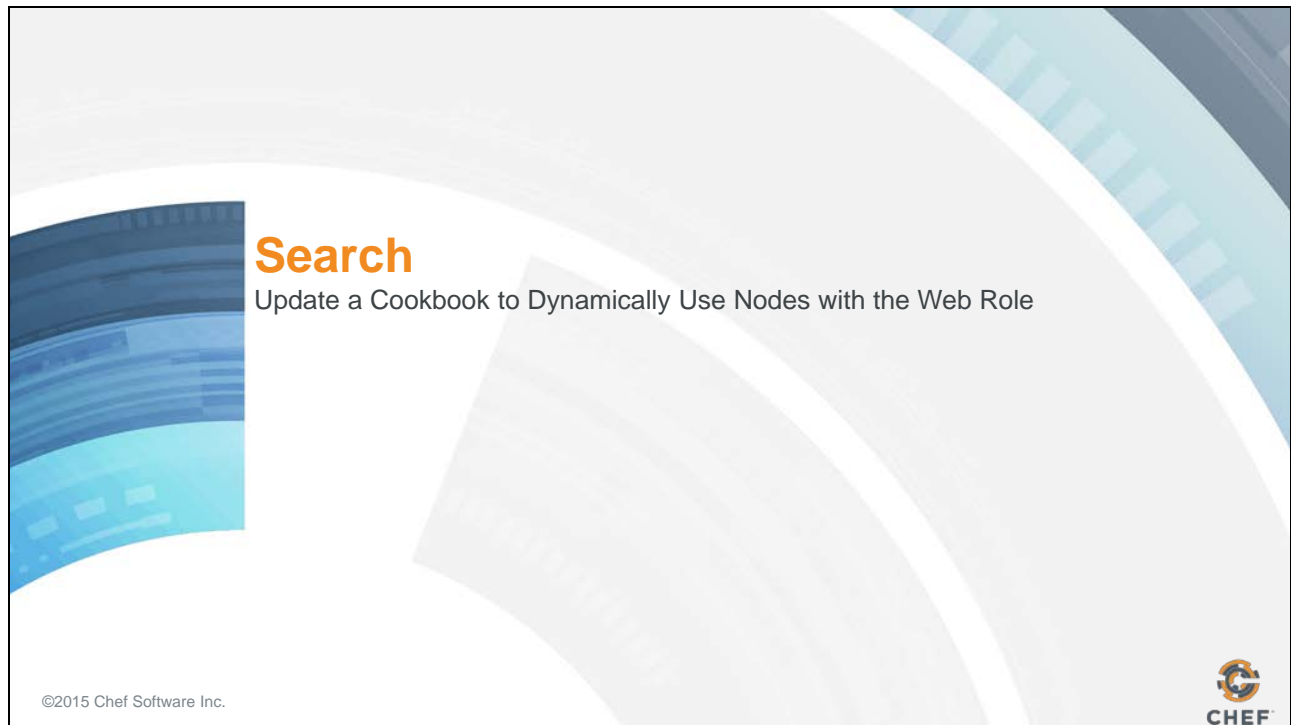 Search
Update a Cookbook to Dynamically Use Nodes with the Web Role
©2015 Chef Software Inc.
CHEF